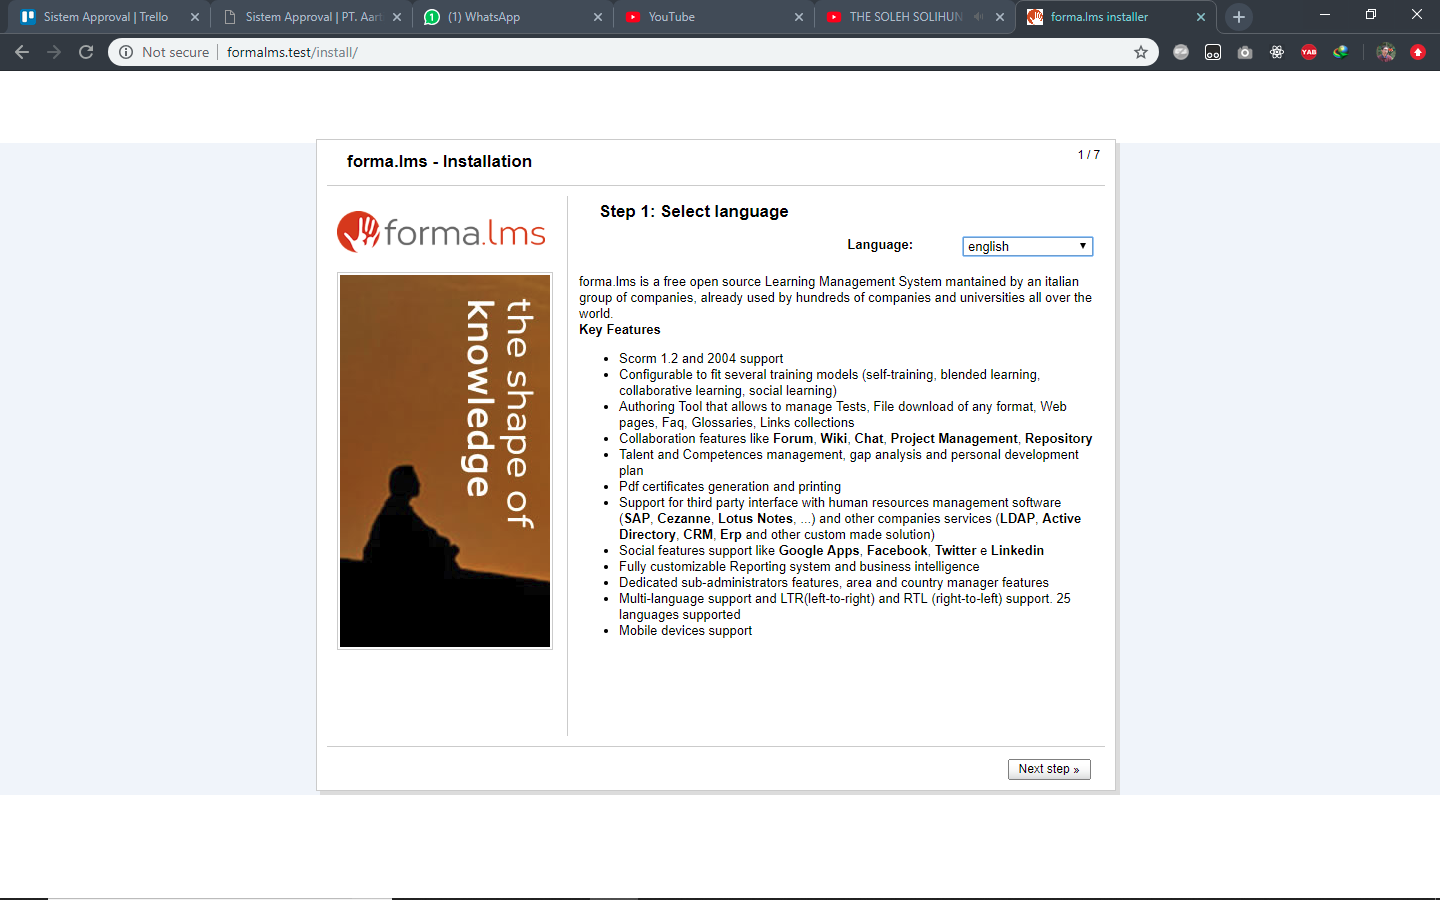 Sistem Approval | Trello
Sistem Approval | PT. Aart
(1) WhatsApp
YouTube
THE SOLEH SOLIHUN
forma.lms installer
Not secure
formalms.test/install/
YAB
forma.lms - Installation
1 / 7
forma.lms
the shape of
knowledge
Step 1: Select language
Language:
english
forma.lms is a free open source Learning Management System mantained by an italian
group of companies, already used by hundreds of companies and universities all over the
world.
Key Features
Scorm 1.2 and 2004 support
Configurable to fit several training models (self-training, blended learning,
collaborative learning, social learning)
Authoring Tool that allows to manage Tests, File download of any format, Web
pages, Faq, Glossaries, Links collections
Collaboration features like Forum, Wiki, Chat, Project Management, Repository
Talent and Competences management, gap analysis and personal development
plan
Pdf certificates generation and printing
Support for third party interface with human resources management software
(SAP, Cezanne, Lotus Notes, ...) and other companies services (LDAP, Active
Directory, CRM, Erp and other custom made solution)
Social features support like Google Apps, Facebook, Twitter e Linkedin
Fully customizable Reporting system and business intelligence
Dedicated sub-administrators features, area and country manager features
Multi-language support and LTR(left-to-right) and RTL (right-to-left) support. 25
languages supported
Mobile devices support
Next step »